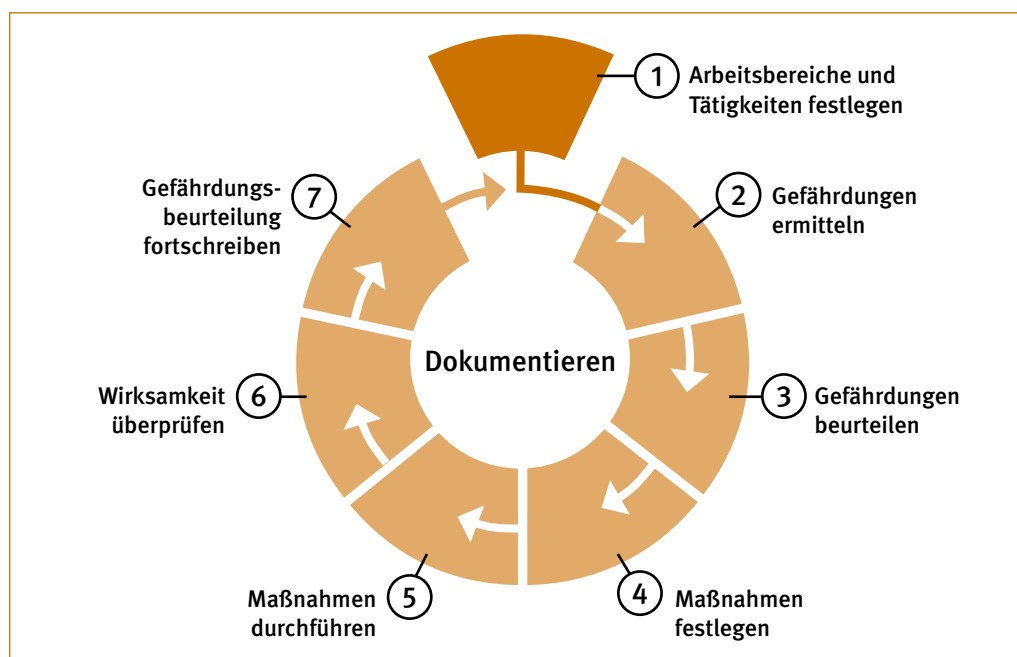 1 Arbeitsbereiche und
Tätigkeiten festlegen
2 Gefährdungen
ermitteln
3 Gefährdungen
beurteilen
4 Maßnahmen
festlegen
5 Maßnahmen
durchführen
6 Wirksamkeit
überprüfen
7 Gefährdungs-
beurteilung
fortschreiben
Dokumentieren